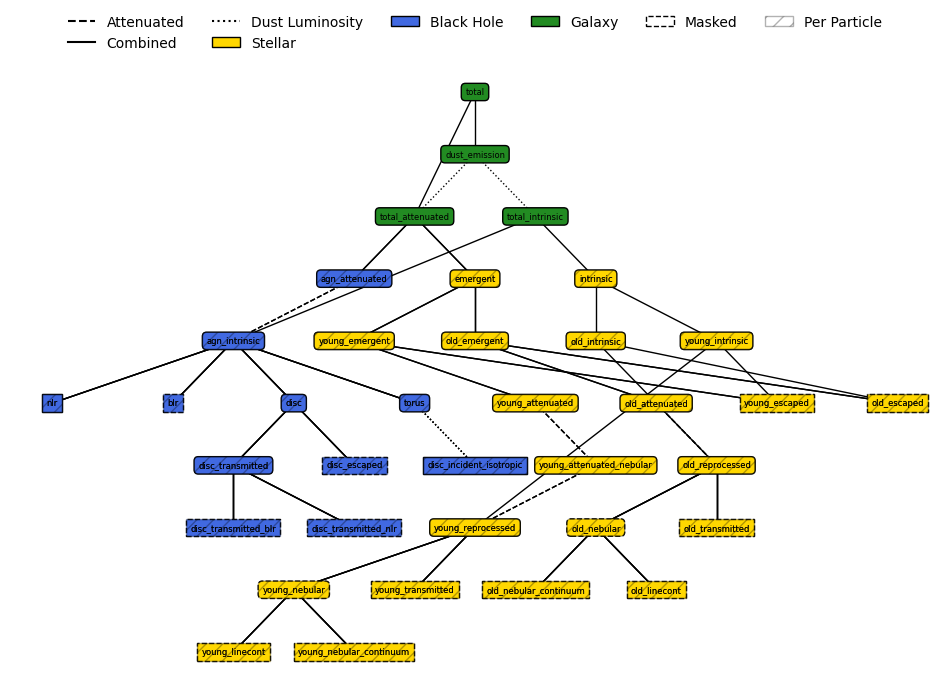 Attenuated Dust Luminosity Black Hole Galaxy Masked Per Particle
Combined Stellar
total
dust_emission
total_attenuated total_intrinsic
agn_attenuated emergent intrinsic
agn_intrinsic young_emergent old_emergent old_intrinsic young_intrinsic
nlr blr disc torus young_attenuated old_attenuated young_escaped old_escaped
disc_transmitted disc_escaped disc_incident_isotropic young_attenuated_nebular old_reprocessed
disc_transmitted_blr disc_transmitted_nlr young_reprocessed old_nebular old_transmitted
young_nebular young_transmitted old_nebular_continuum old_linecont
young_linecont young_nebular_continuum